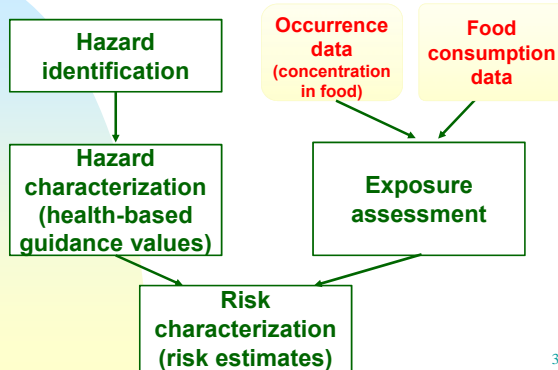 Hazard
identification
Occurrence
data
(concentration
in food)
Food
consumption
data
Hazard
characterization
(health-based
guidance values)
Exposure
assessment
Risk
characterization
(risk estimates)
3